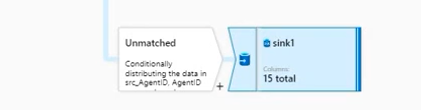 Unmatched
Conditionally
distributing the data in
src_AgentID, AgentID
+
sink1
Columns:
15 total